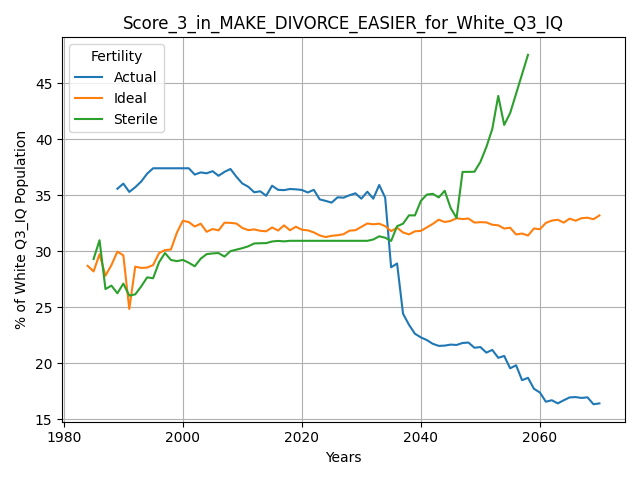 Score_3_in_MAKE_DIVORCE_EASIER_for_White_Q3_IQ
Fertility
Actual
Ideal
Sterile
% of White Q3_IQ Population
45
40
35
30
25
20
15
1980
2000
2020
2040
2060
Years